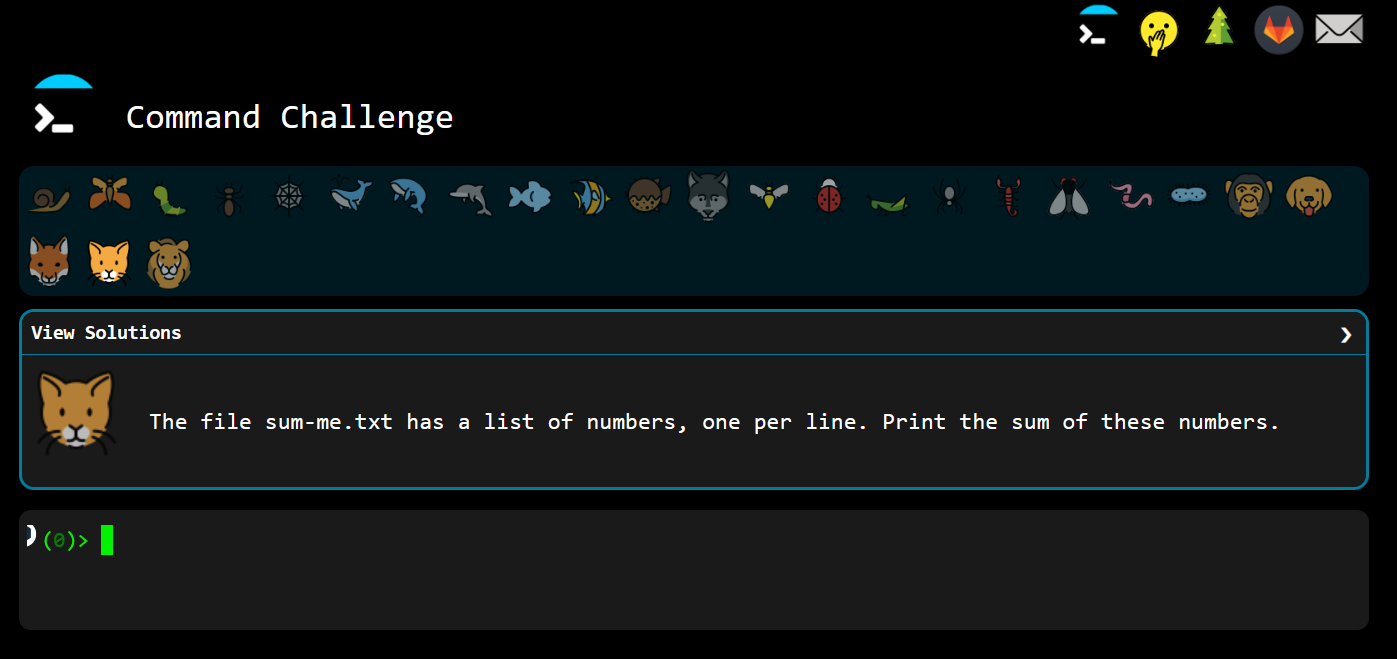 Command Challenge
View Solutions
The file sum-me.txt has a list of numbers, one per line. Print the sum of these numbers.
(0)>